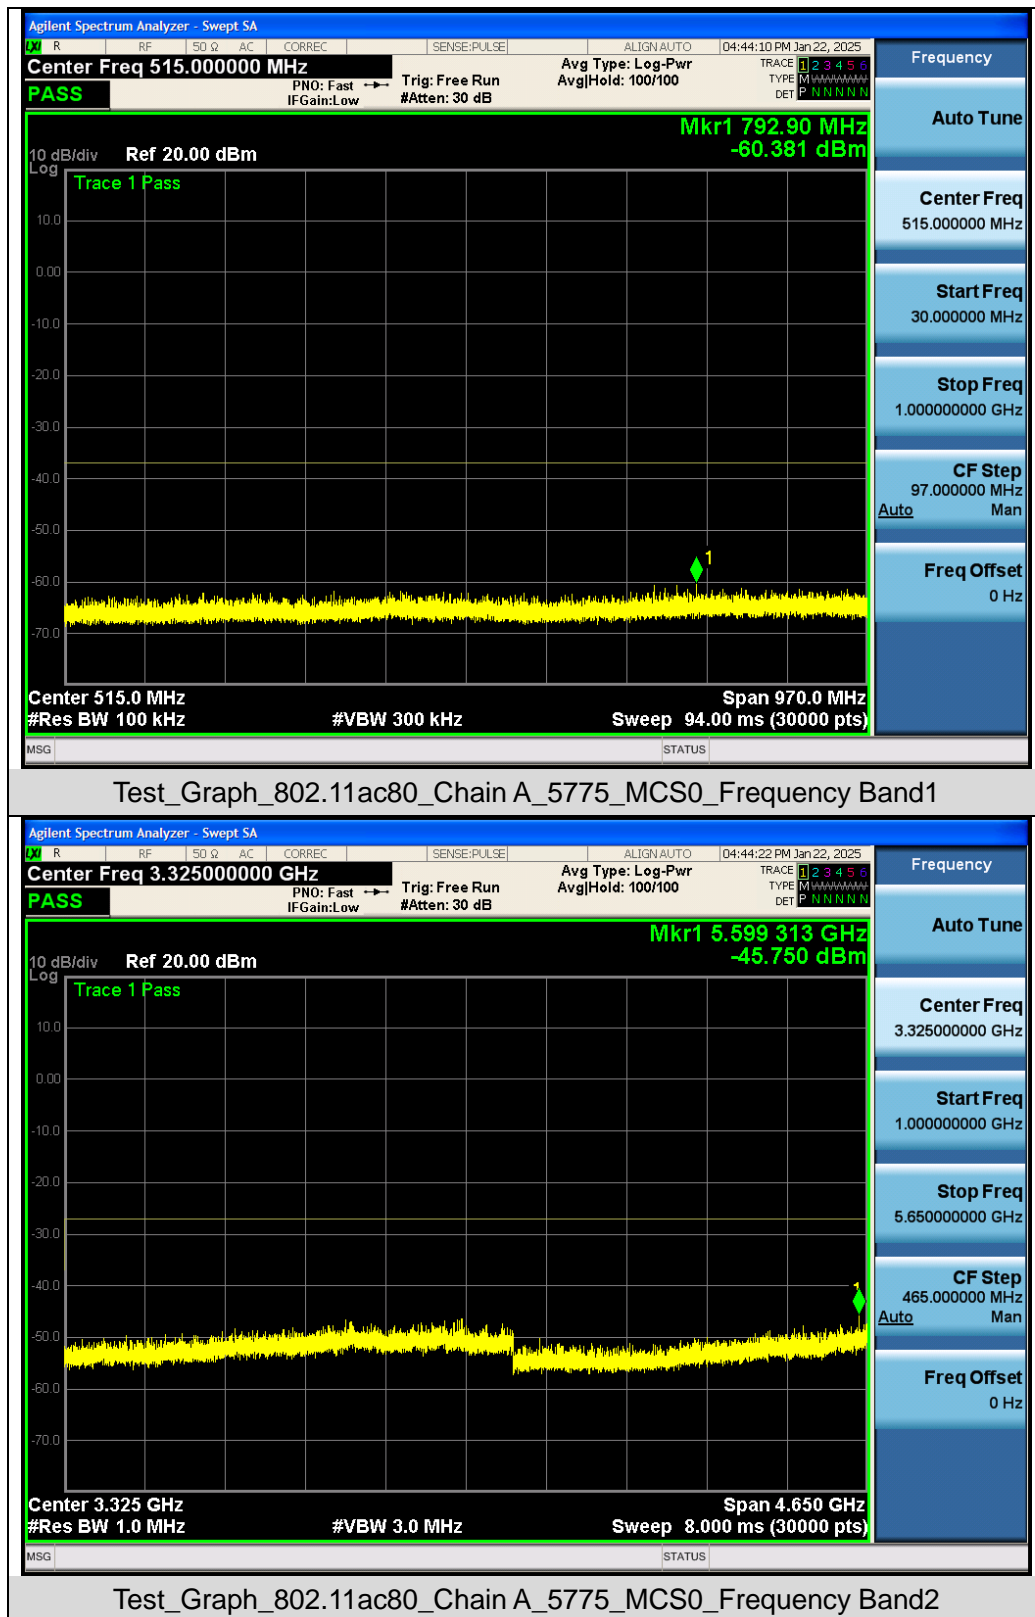 Agilent Spectrum Analyzer - Swept SA
LXI R RF 50 Ω AC CORREC SENSE:PULSE ALIGN AUTO 04:44:10 PM Jan 22, 2025
Center Freq 515.000000 MHz
PASS
PNO: Fast
IFGain:Low
Trig: Free Run
#Atten: 30 dB
Avg Type: Log-Pwr
Avg|Hold: 100/100
TRACE 1 2 3 4 5 6
TYPE M WWWWW
DET P N N N N N
Mkr1 792.90 MHz
-60.381 dBm
10 dB/div Ref 20.00 dBm
Log
Trace 1 Pass
10.0
0.00
-10.0
-20.0
-30.0
-40.0
-50.0
1
-60.0
-70.0
Center 515.0 MHz Span 970.0 MHz
#Res BW 100 kHz #VBW 300 kHz Sweep 94.00 ms (30000 pts)
MSG STATUS
Frequency
Auto Tune
Center Freq
515.000000 MHz
Start Freq
30.000000 MHz
Stop Freq
1.000000000 GHz
CF Step
97.000000 MHz
Auto Man
Freq Offset
0 Hz
Test_Graph_802.11ac80_Chain A_5775_MCS0_Frequency Band1
Agilent Spectrum Analyzer - Swept SA
LXI R RF 50 Ω AC CORREC SENSE:PULSE ALIGN AUTO 04:44:22 PM Jan 22, 2025
Center Freq 3.325000000 GHz
PASS
PNO: Fast
IFGain:Low
Trig: Free Run
#Atten: 30 dB
Avg Type: Log-Pwr
Avg|Hold: 100/100
TRACE 1 2 3 4 5 6
TYPE M WWWWW
DET P N N N N N
Mkr1 5.599 313 GHz
-45.750 dBm
10 dB/div Ref 20.00 dBm
Log
Trace 1 Pass
10.0
0.00
-10.0
-20.0
-30.0
-40.0
1
-50.0
-60.0
-70.0
Center 3.325 GHz Span 4.650 GHz
#Res BW 1.0 MHz #VBW 3.0 MHz Sweep 8.000 ms (30000 pts)
MSG STATUS
Frequency
Auto Tune
Center Freq
3.325000000 GHz
Start Freq
1.000000000 GHz
Stop Freq
5.650000000 GHz
CF Step
465.000000 MHz
Auto Man
Freq Offset
0 Hz
Test_Graph_802.11ac80_Chain A_5775_MCS0_Frequency Band2